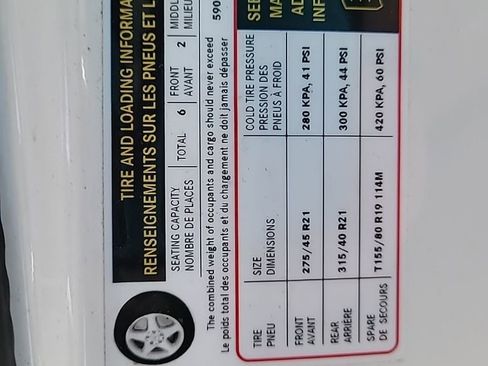 TIRE AND LOADING INFORMA
RENSEIGNEMENTS SUR LES PNEUS ET L
SEATING CAPACITY TOTAL 6 FRONT 2 MIDDL
NOMBRE DE PLACES AVANT MILIEU
The combined weight of occupants and cargo should never exceed 590
Le poids total des occupants et du chargement ne doit jamais dépasser
TIRE SIZE COLD TIRE PRESSURE SEE
PNEU DIMENSIONS PRESSION DES MA
PNEUS À FROID AD
INF
FRONT 275/45 R21 280 KPA, 41 PSI
AVANT
REAR 315/40 R21 300 KPA, 44 PSI
ARRIÈRE
SPARE T155/80 R19 114M 420 KPA, 60 PSI
DE SECOURS